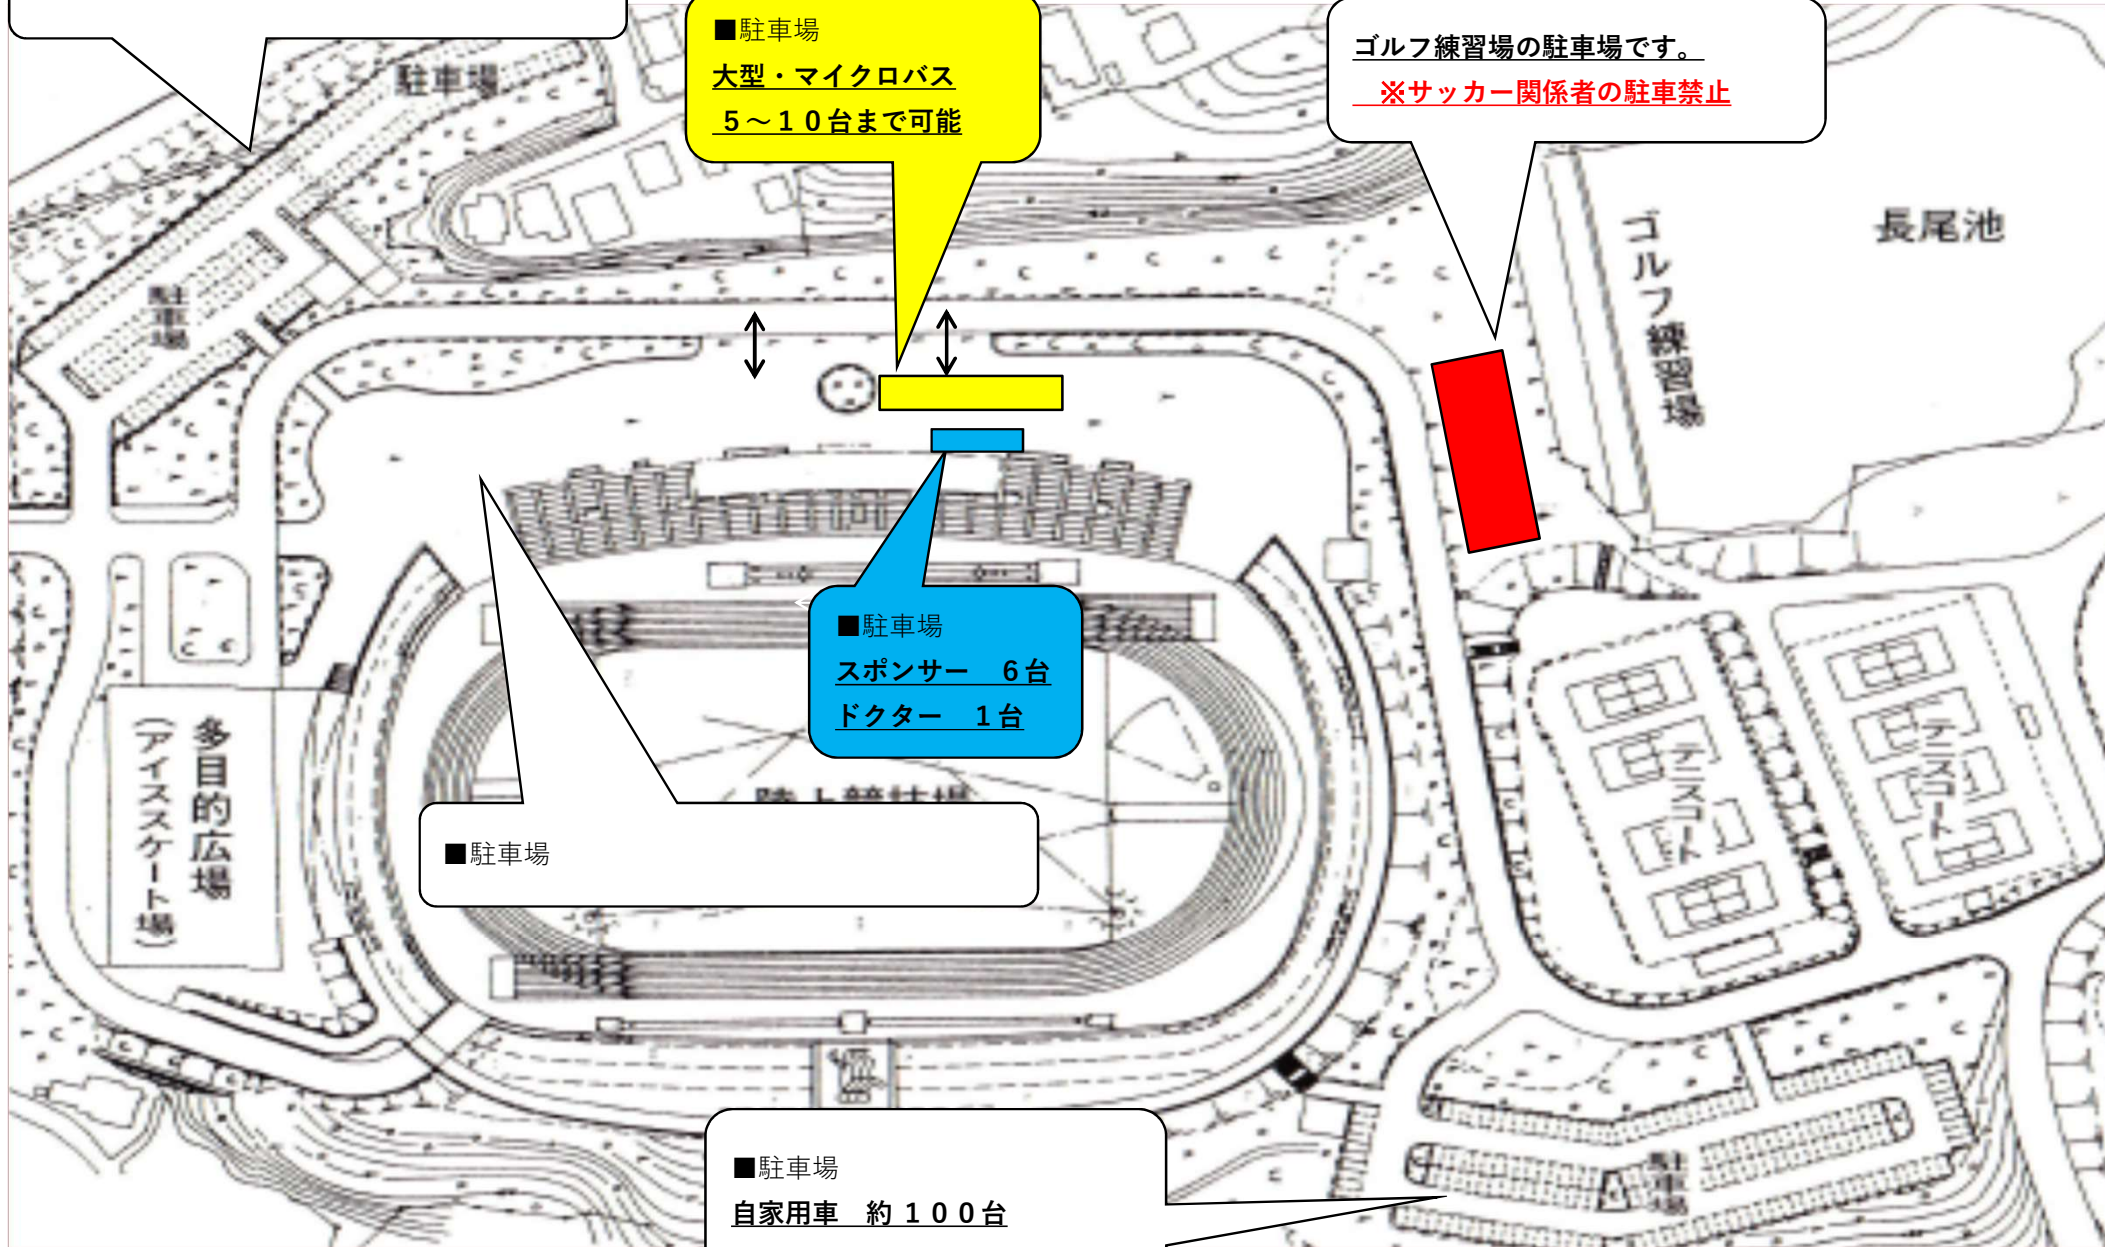 ■駐車場
大型・マイクロバス
５～１０台まで可能
ゴルフ練習場の駐車場です。
※サッカー関係者の駐車禁止
駐車場
長尾池
ゴルフ練習場
駐車場
■駐車場
スポンサー　６台
ドクター　１台
多目的広場
（アイススケート場）
陸上競技場
■駐車場
テニスコート
テニスコート
■駐車場
自家用車　約１００台
駐車場